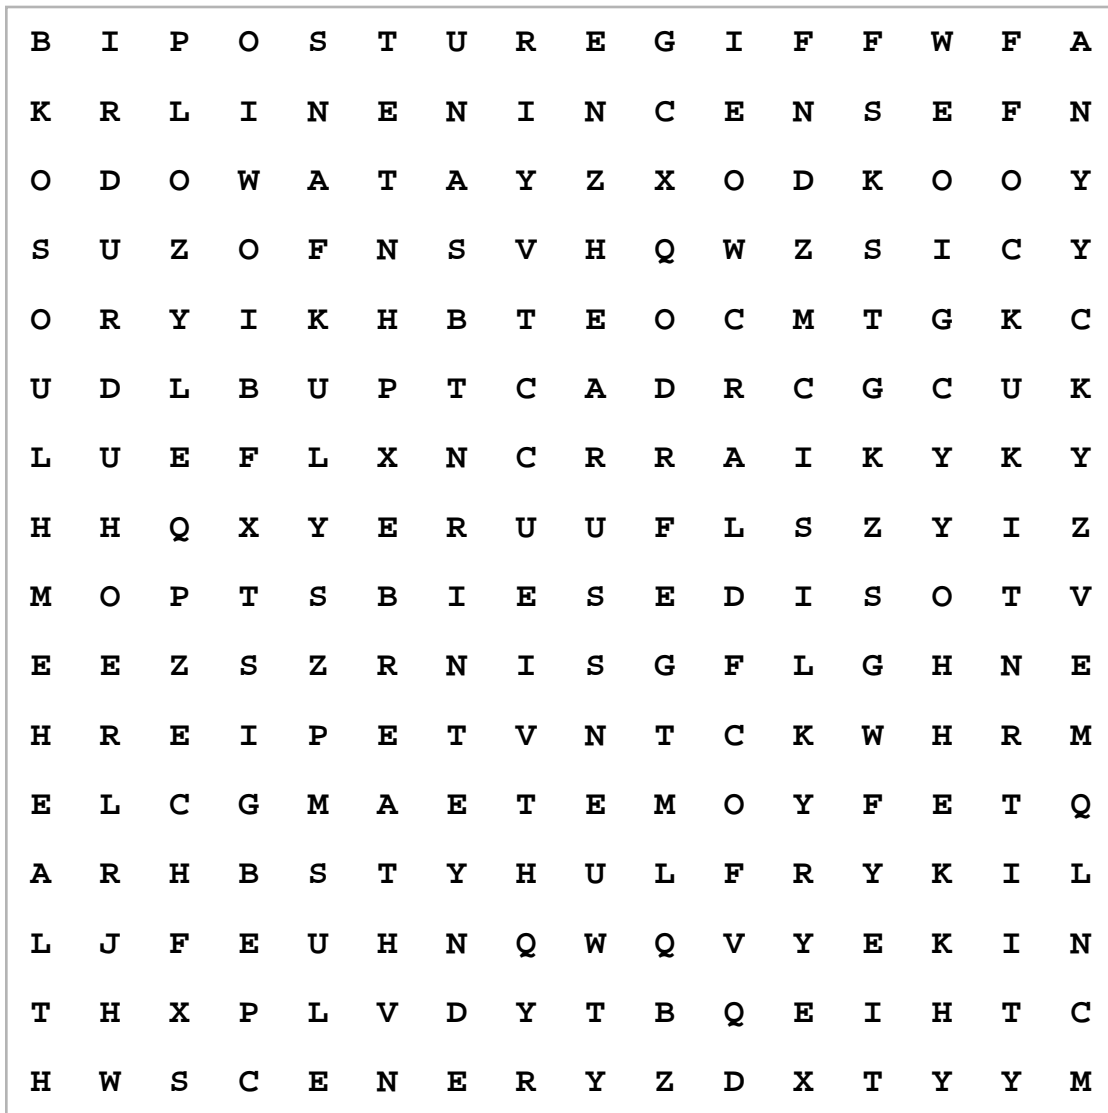 B I P O S T U R E G I F F W F A
K R L I N E N I N C E N S E F N
O D O W A T A Y Z X O D K O O Y
S U Z O F N S V H Q W Z S I C Y
O R Y I K H B T E O C M T G K C
U D L B U P T C A D R C G C U K
L U E F L X N C R R A I K Y K Y
H H Q X Y E R U U F L S Z Y I Z
M O P T S B I E S E D I S O T V
E E Z S Z R N I S G F L G H N E
H R E I P E T V N T C K W H R M
E L C G M A E T E M O Y F E T Q
A R H B S T Y H U L F R Y K I L
L J F E U H N Q W Q V Y E K I N
T H X P L V D Y T B Q E I H T C
H W S C E N E R Y Z D X T Y Y M